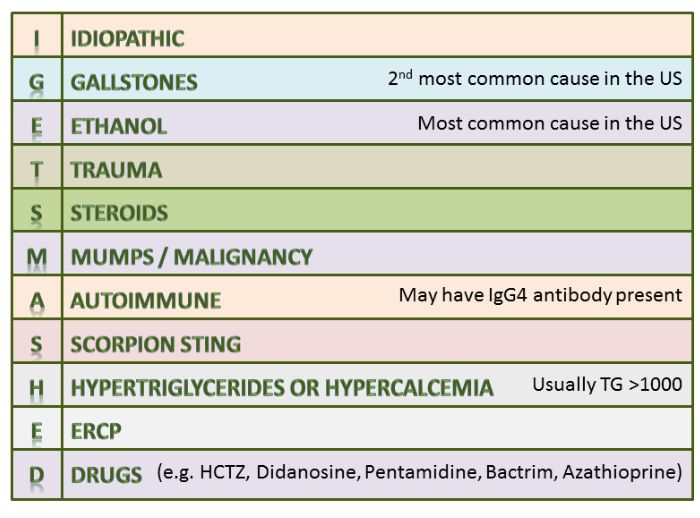 I IDIOPATHIC
G GALLSTONES 2nd most common cause in the US
E ETHANOL Most common cause in the US
T TRAUMA
S STEROIDS
M MUMPS / MALIGNANCY
A AUTOIMMUNE May have IgG4 antibody present
S SCORPION STING
H HYPERTRIGLYCERIDES OR HYPERCALCEMIA Usually TG >1000
E ERCP
D DRUGS (e.g. HCTZ, Didanosine, Pentamidine, Bactrim, Azathioprine)